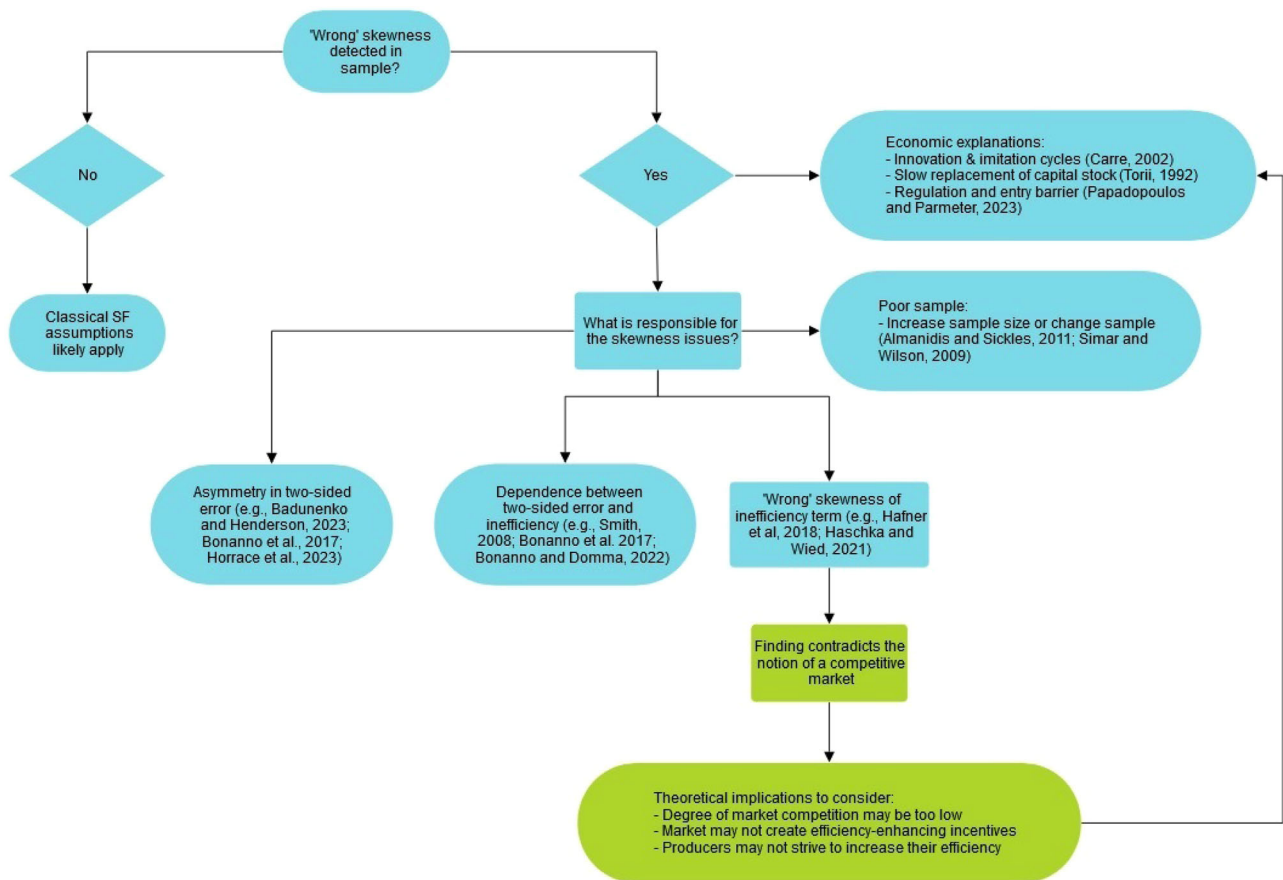 'Wrong' skewness
detected in
sample?
No
Yes
Economic explanations:
- Innovation & imitation cycles (Carre, 2002)
- Slow replacement of capital stock (Torii, 1992)
- Regulation and entry barrier (Papadopoulos
and Parmeter, 2023)
Classical SF
assumptions
likely apply
What is responsible for
the skewness issues?
Poor sample:
- Increase sample size or change sample
(Almanidis and Sickles, 2011; Simar and
Wilson, 2009)
Asymmetry in two-sided
error (e.g., Badunenko
and Henderson, 2023;
Bonanno et al., 2017;
Horrace et al., 2023)
Dependence between
two-sided error and
inefficiency (e.g., Smith,
2008; Bonanno et al. 2017;
Bonanno and Domma, 2022)
'Wrong' skewness of
inefficiency term (e.g., Hafner
et al, 2018; Haschka and
Wied, 2021)
Finding contradicts the
notion of a competitive
market
Theoretical implications to consider:
- Degree of market competition may be too low
- Market may not create efficiency-enhancing incentives
- Producers may not strive to increase their efficiency